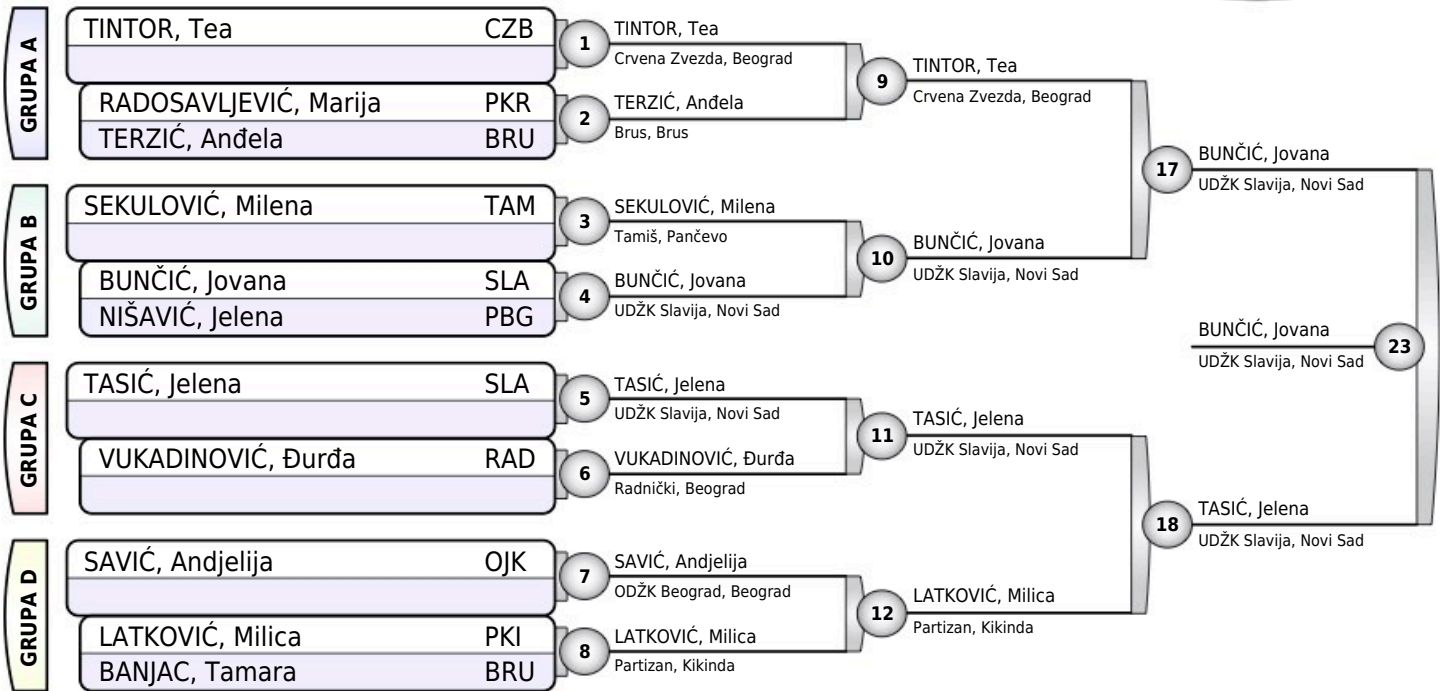 GRUPA A
TINTOR, Tea CZB
RADOSAVLJEVIĆ, Marija PKR
TERZIĆ, Anđela BRU
GRUPA B
SEKULOVIĆ, Milena TAM
BUNČIĆ, Jovana SLA
NIŠAVIĆ, Jelena PBG
GRUPA C
TASIĆ, Jelena SLA
VUKADINOVIĆ, Đurđa RAD
GRUPA D
SAVIĆ, Andjelija OJK
LATKOVIĆ, Milica PKI
BANJAC, Tamara BRU
1 TINTOR, Tea
Crvena Zvezda, Beograd
2 TERZIĆ, Anđela
Brus, Brus
3 SEKULOVIĆ, Milena
Tamiš, Pančevo
4 BUNČIĆ, Jovana
UDŽK Slavija, Novi Sad
5 TASIĆ, Jelena
UDŽK Slavija, Novi Sad
6 VUKADINOVIĆ, Đurđa
Radnički, Beograd
7 SAVIĆ, Andjelija
ODŽK Beograd, Beograd
8 LATKOVIĆ, Milica
Partizan, Kikinda
9 TINTOR, Tea
Crvena Zvezda, Beograd
10 BUNČIĆ, Jovana
UDŽK Slavija, Novi Sad
11 TASIĆ, Jelena
UDŽK Slavija, Novi Sad
12 LATKOVIĆ, Milica
Partizan, Kikinda
17 BUNČIĆ, Jovana
UDŽK Slavija, Novi Sad
18 TASIĆ, Jelena
UDŽK Slavija, Novi Sad
BUNČIĆ, Jovana
UDŽK Slavija, Novi Sad 23